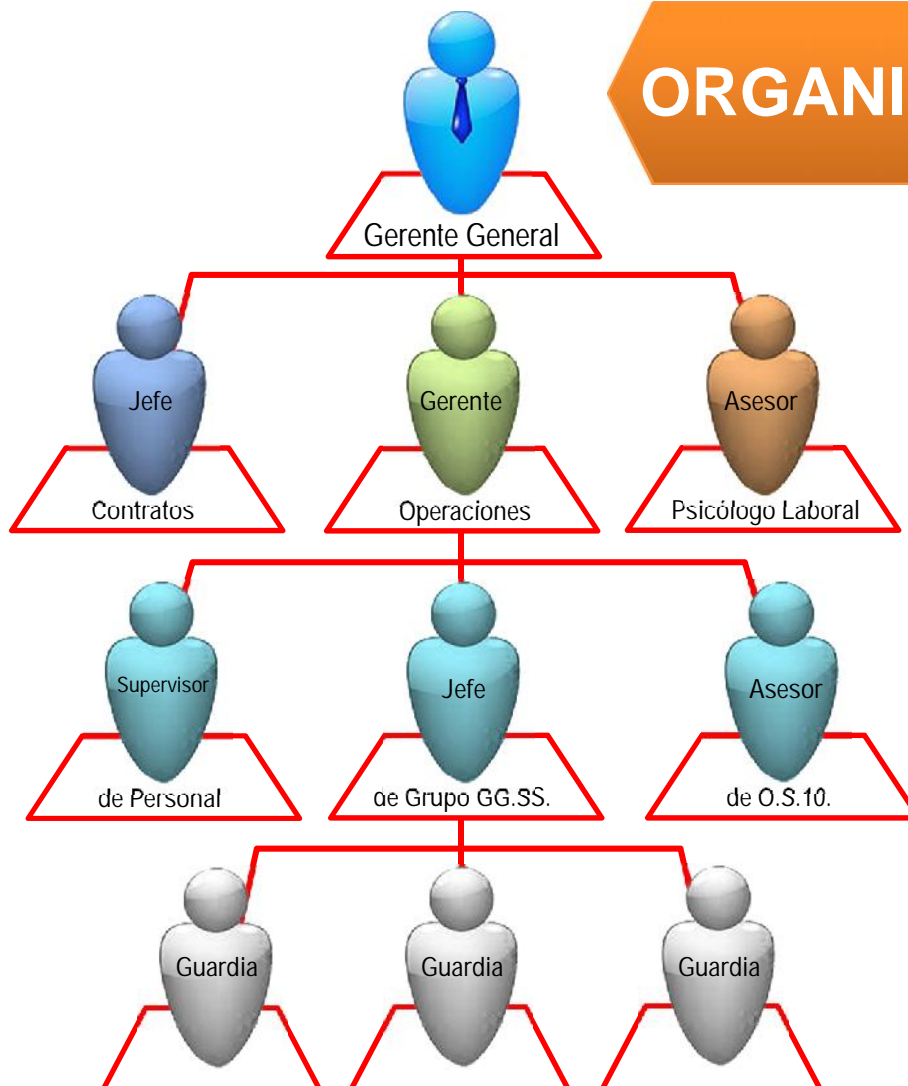 ORGANI
Gerente General
Jefe
Gerente
Asesor
Contratos
Operaciones
Psicólogo Laboral
Supervisor
Jefe
Asesor
de Personal
de Grupo GG.SS.
de O.S.10.
Guardia
Guardia
Guardia